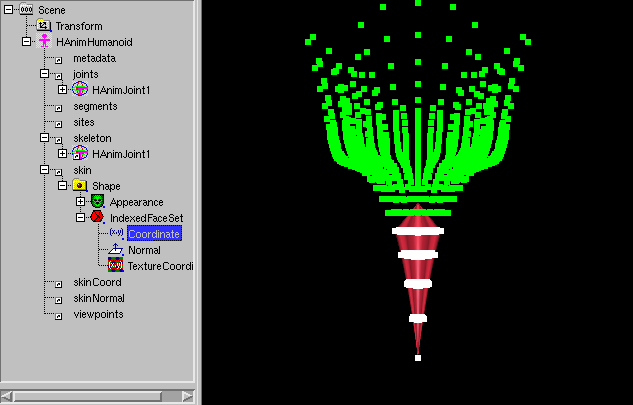 Scene
Transform
HAnimHumanoid
metadata
joints
HAnimJoint1
segments
sites
skeleton
HAnimJoint1
skin
Shape
Appearance
IndexedFaceSet
(x,y) Coordinate
Normal
(x,y) TextureCoordi
skinCoord
skinNormal
viewpoints